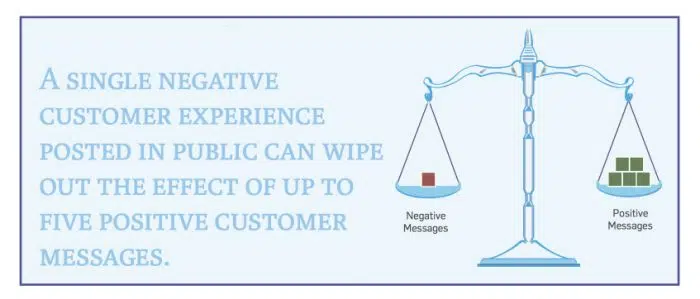 A SINGLE NEGATIVE
CUSTOMER EXPERIENCE
POSTED IN PUBLIC CAN WIPE
OUT THE EFFECT OF UP TO
FIVE POSITIVE CUSTOMER
MESSAGES.
Negative
Messages
Positive
Messages